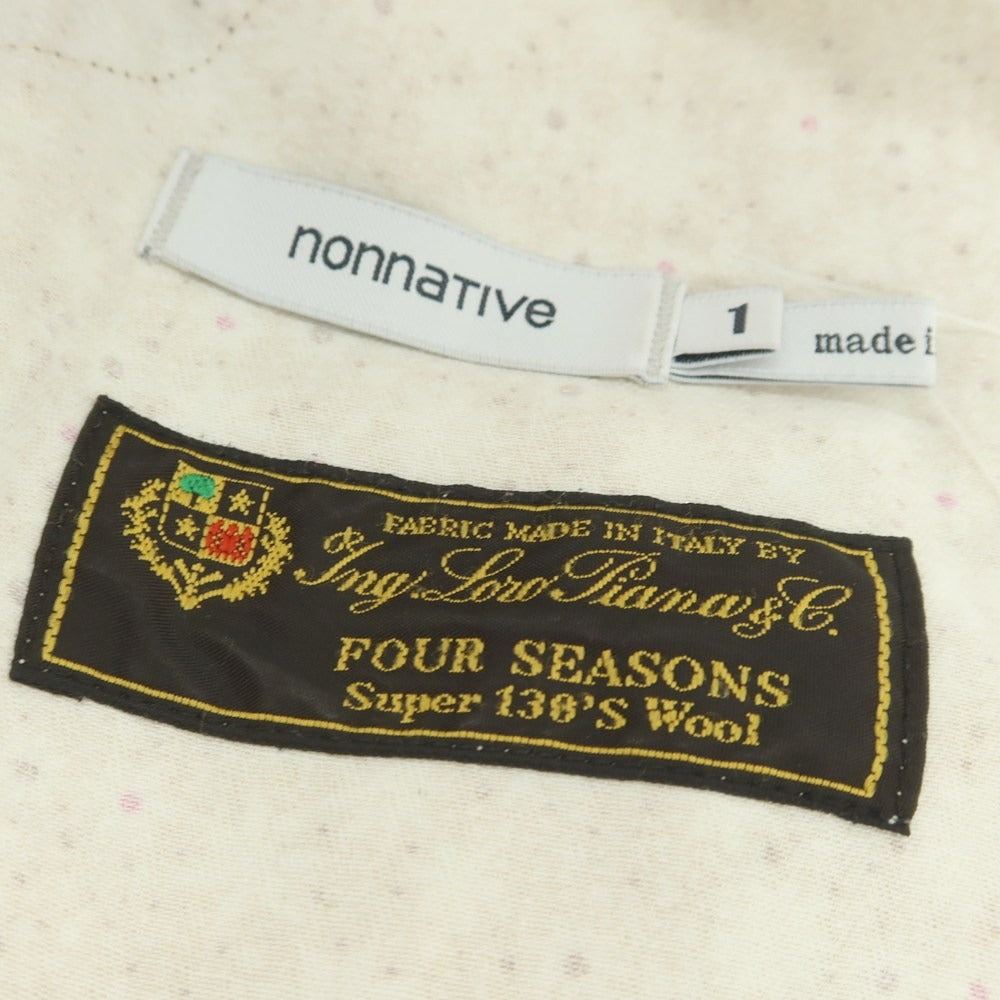 nonnative
1
made i
FABRIC MADE IN ITALY BY
Ing. Loro Piana & C.
FOUR SEASONS
Super 130'S Wool